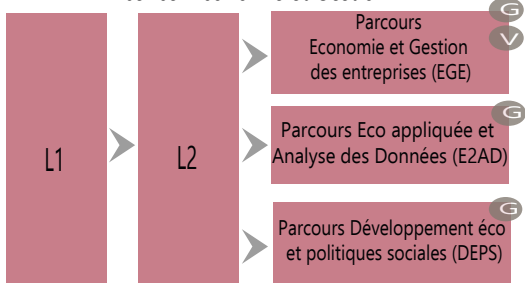 G
Parcours
Economie et Gestion
des entreprises (EGE)
V
L1
L2
G
Parcours Eco appliquée et
Analyse des Données (E2AD)
G
Parcours Développement éco
et politiques sociales (DEPS)